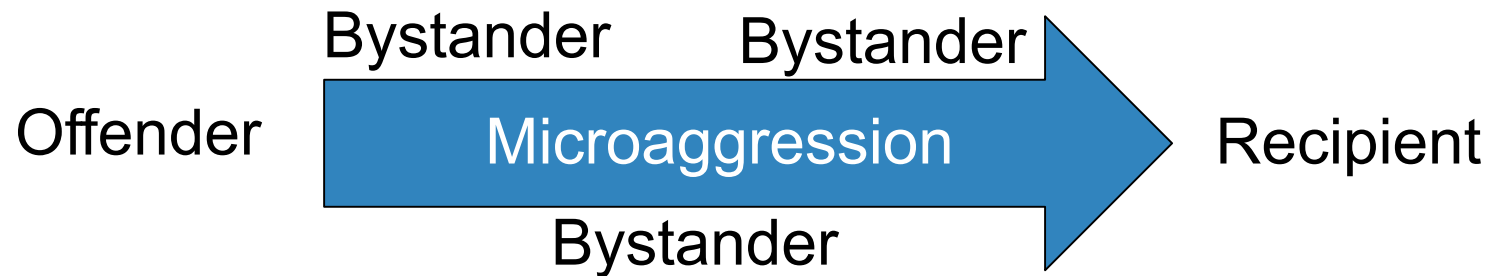 Bystander
Bystander
Offender
Microaggression
Recipient
Bystander